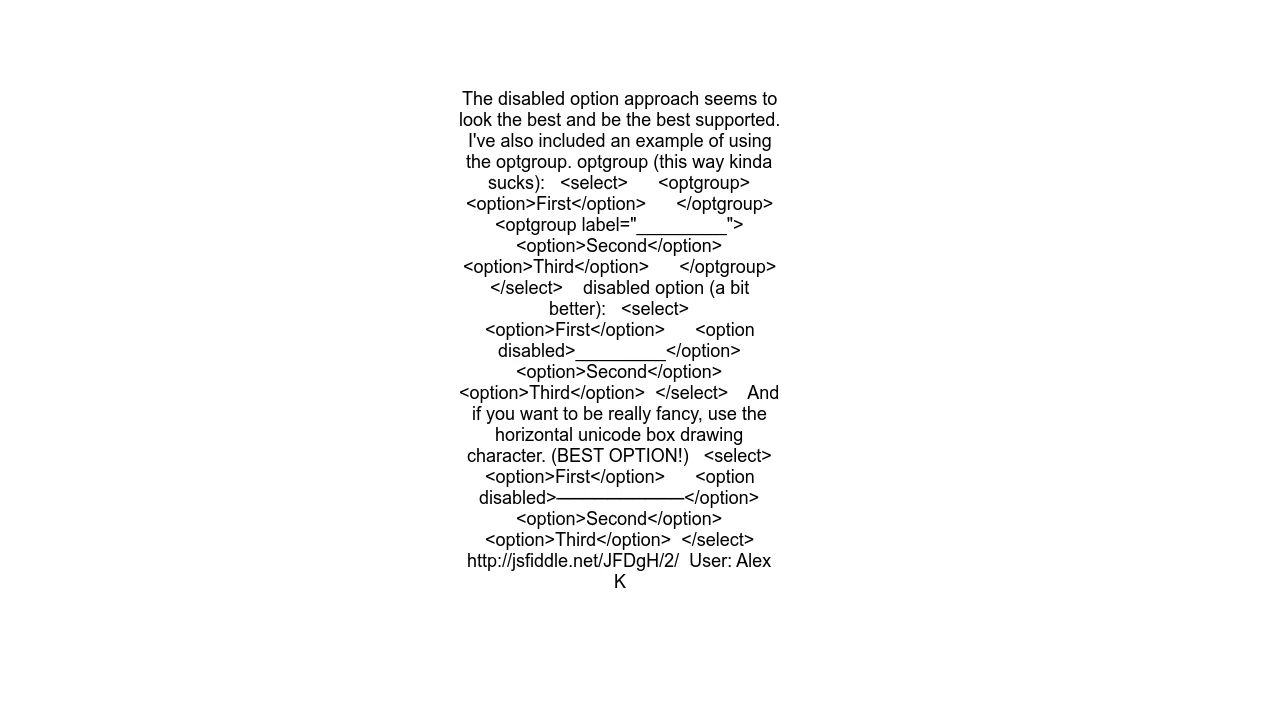 The disabled option approach seems to
look the best and be the best supported.
I've also included an example of using
the optgroup. optgroup (this way kinda
sucks):   <select>      <optgroup>
<option>First</option>      </optgroup>
<optgroup label="_________">
<option>Second</option>
<option>Third</option>      </optgroup>
</select>    disabled option (a bit
better):   <select>
<option>First</option>      <option
disabled>_________</option>
<option>Second</option>
<option>Third</option>  </select>    And
if you want to be really fancy, use the
horizontal unicode box drawing
character. (BEST OPTION!)   <select>
<option>First</option>      <option
disabled>──────────</option>
<option>Second</option>
<option>Third</option>  </select>
http://jsfiddle.net/JFDgH/2/  User: Alex
K